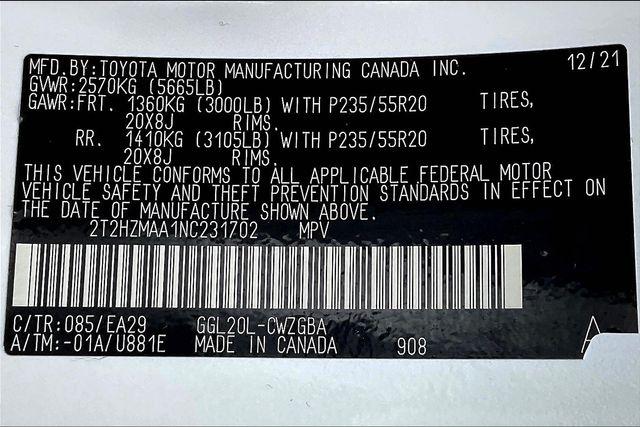 MFD.BY:TOYOTA MOTOR MANUFACTURING CANADA INC. 12/21
GVWR:2570KG (5665LB)
GAWR:FRT. 1360KG (3000LB) WITH P235/55R20 TIRES,
20X8J RIMS.
RR. 1410KG (3105LB) WITH P235/55R20 TIRES,
20X8J RIMS.
THIS VEHICLE CONFORMS TO ALL APPLICABLE FEDERAL MOTOR
VEHICLE SAFETY AND THEFT PREVENTION STANDARDS IN EFFECT ON
THE DATE OF MANUFACTURE SHOWN ABOVE.
2T2HZMAA1NC231702 MPV
C/TR:085/EA29 GGL20L-CWZGBA
A/TM:-01A/U881E MADE IN CANADA 908 A